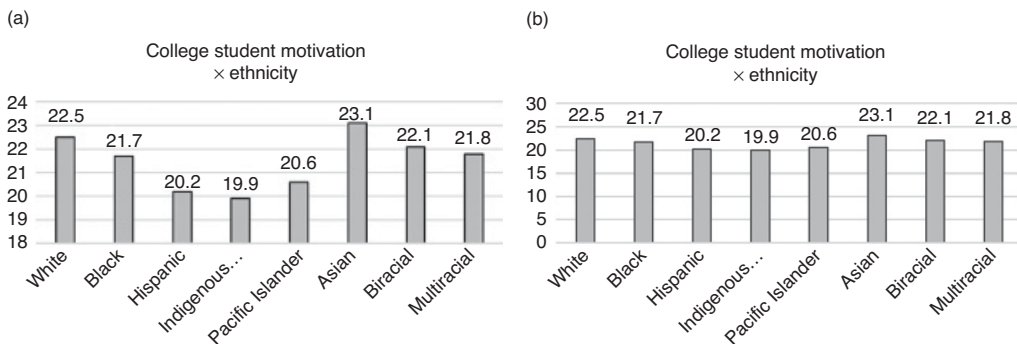 (a)
College student motivation
× ethnicity
24
23
22
21
20
19
18
22.5
21.7
20.2
19.9
20.6
23.1
22.1
21.8
White
Black
Hispanic
Indigenous...
Pacific Islander
Asian
Biracial
Multiracial
(b)
College student motivation
× ethnicity
30
25
20
15
10
5
0
22.5
21.7
20.2
19.9
20.6
23.1
22.1
21.8
White
Black
Hispanic
Indigenous...
Pacific Islander
Asian
Biracial
Multiracial